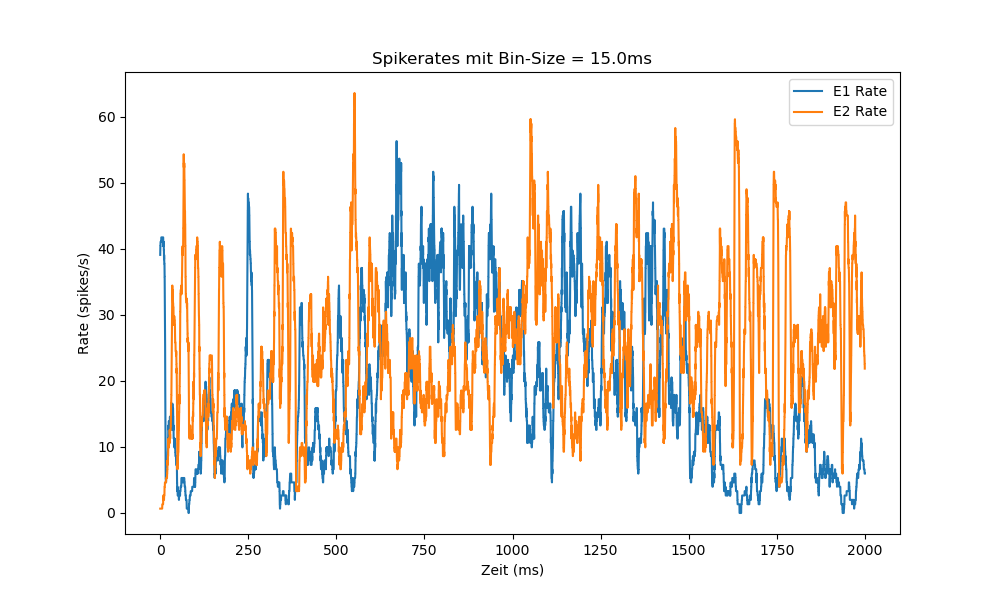 Spikerates mit Bin-Size = 15.0ms
E1 Rate
E2 Rate
Rate (spikes/s)
60
50
40
30
20
10
0
0 250 500 750 1000 1250 1500 1750 2000
Zeit (ms)